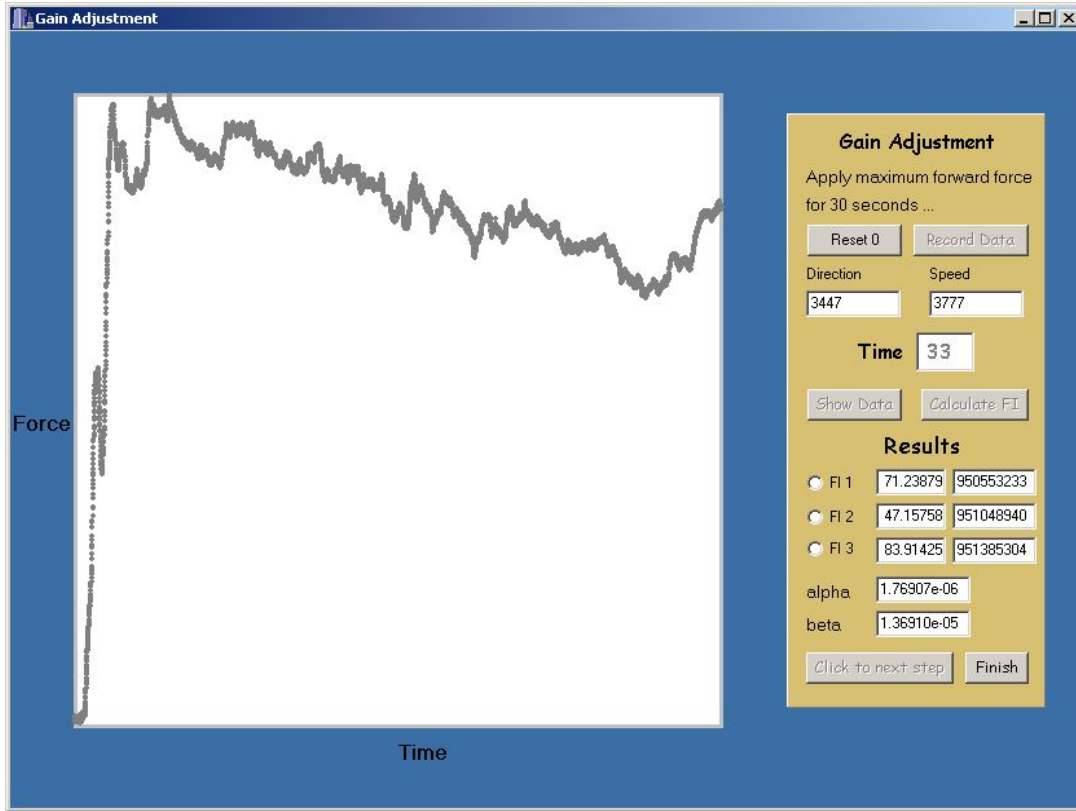 Gain Adjustment
Gain Adjustment
Apply maximum forward force
for 30 seconds ...
Reset 0 Record Data
Direction Speed
3447 3777
Time 33
Show Data Calculate FI
Force
Results
FI 1 71.23879 950553233
FI 2 47.15758 951048940
FI 3 83.91425 951385304
alpha 1.76907e-06
beta 1.36910e-05
Click to next step Finish
Time